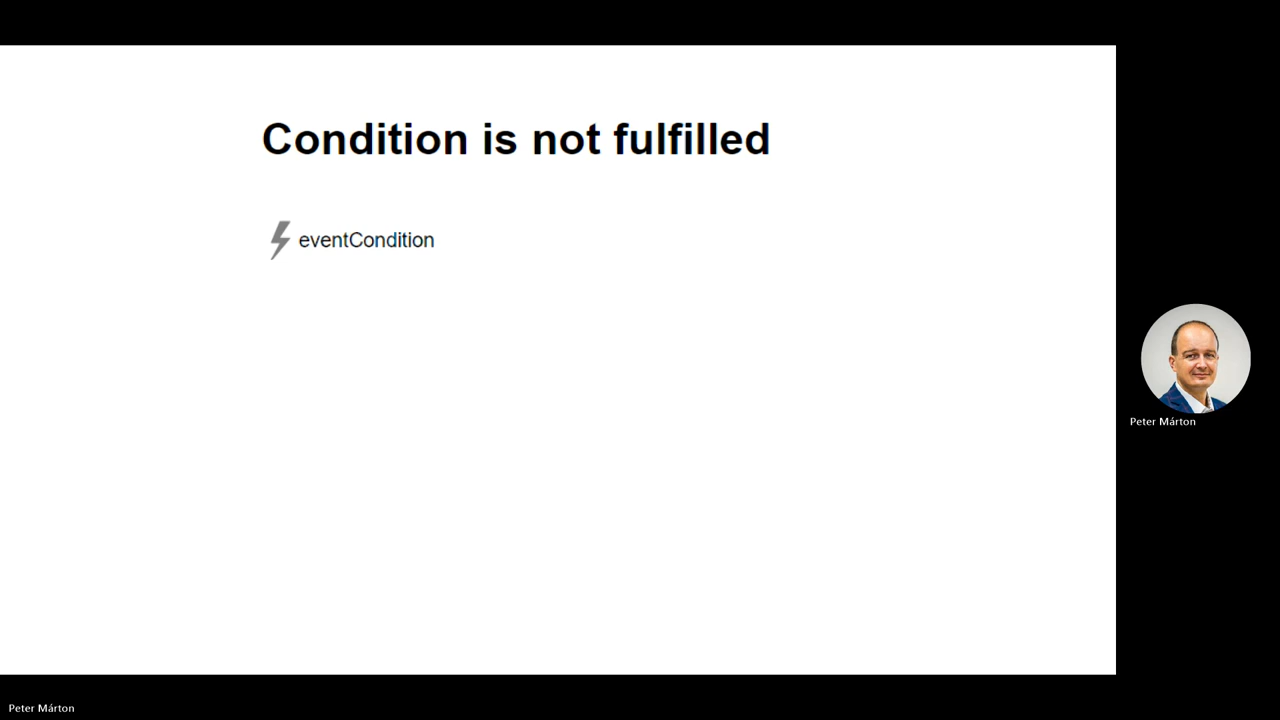 Condition is not fulfilled
eventCondition
Peter Márton
Peter Márton